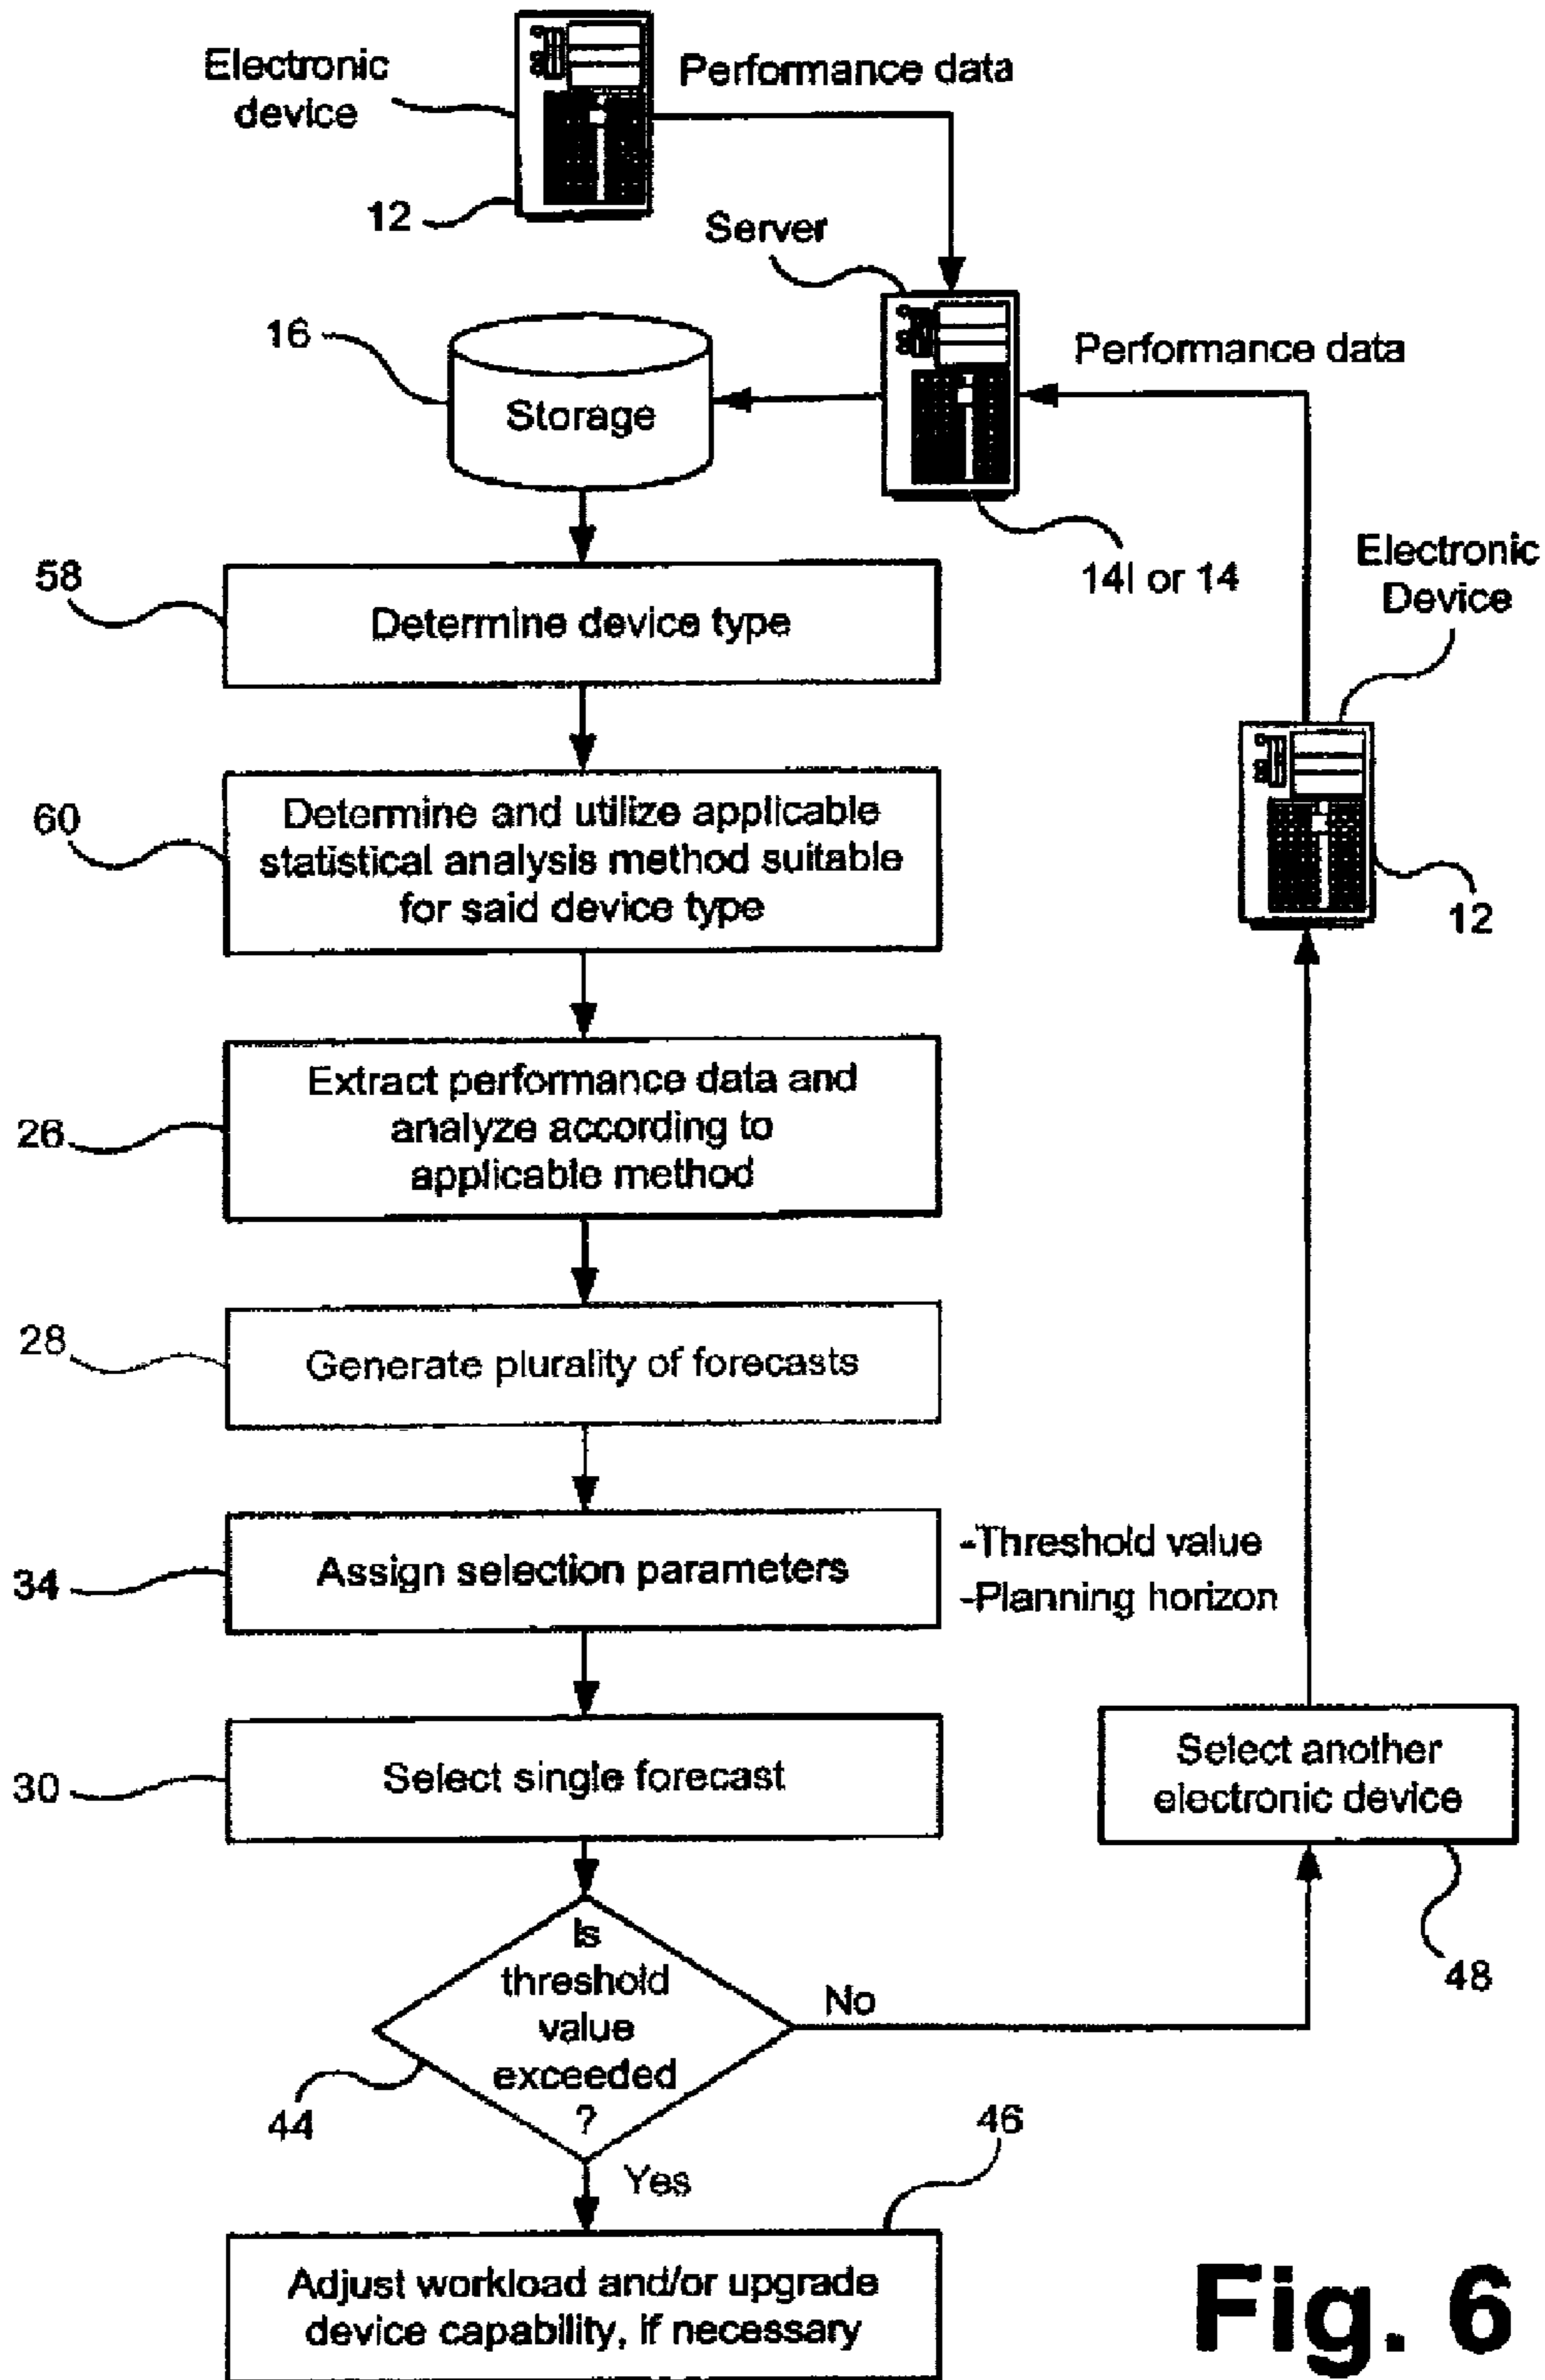 Electronic
device
Performance data
12
Server
16
Storage
Performance data
14I or 14
Electronic
Device
12
58
Determine device type
60
Determine and utilize applicable
statistical analysis method suitable
for said device type
26
Extract performance data and
analyze according to
applicable method
28
Generate plurality of forecasts
34
Assign selection parameters
-Threshold value
-Planning horizon
30
Select single forecast
Select another
electronic device
48
Is
threshold
value
exceeded
?
44
No
Yes
46
Adjust workload and/or upgrade
device capability, if necessary
Fig. 6